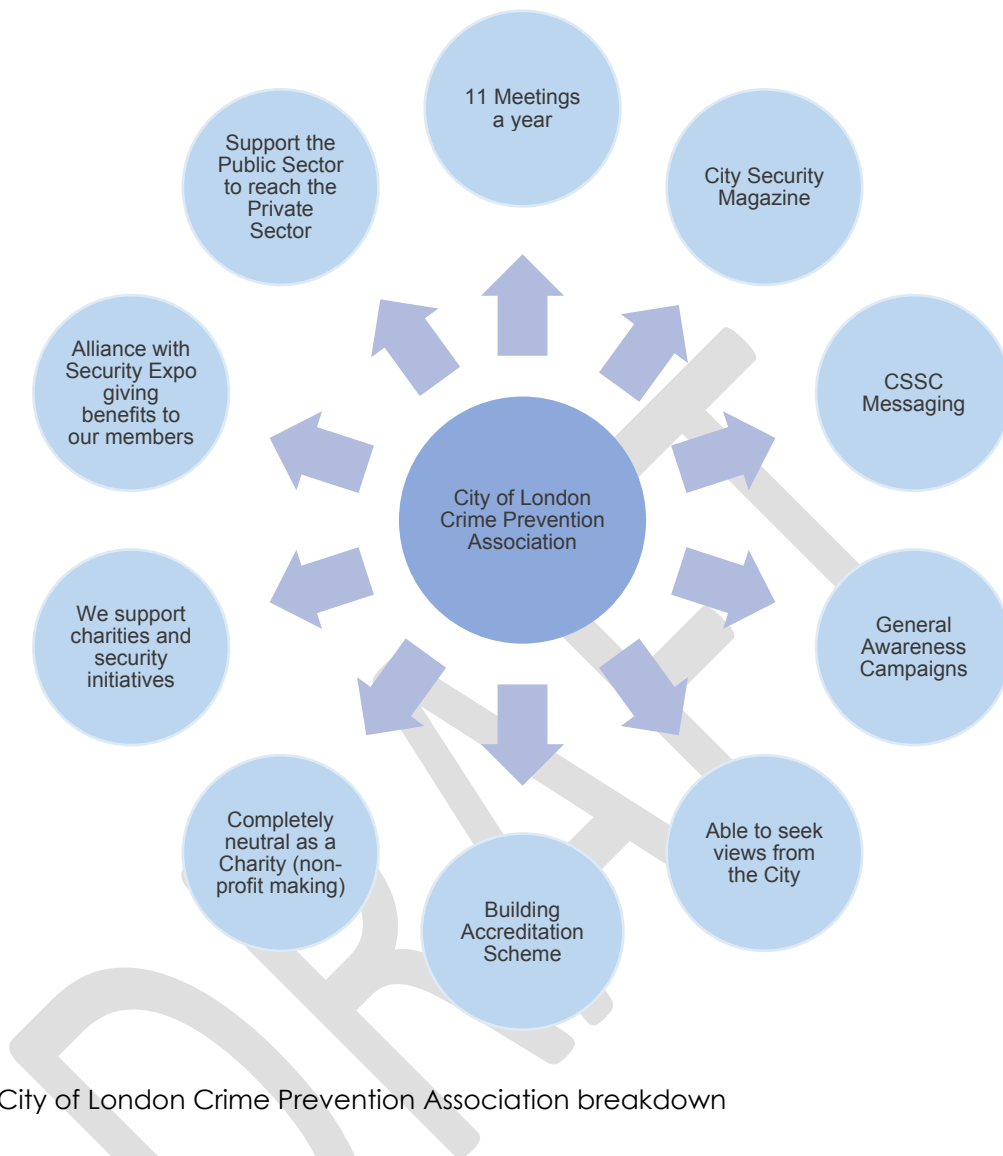 11 Meetings
a year
City Security
Magazine
CSSC
Messaging
General
Awareness
Campaigns
Able to seek
views from
the City
Building
Accreditation
Scheme
Completely
neutral as a
Charity (non-
profit making)
We support
charities and
security
initiatives
Alliance with
Security Expo
giving
benefits to
our members
Support the
Public Sector
to reach the
Private
Sector
City of London
Crime Prevention
Association
DRAFT
City of London Crime Prevention Association breakdown